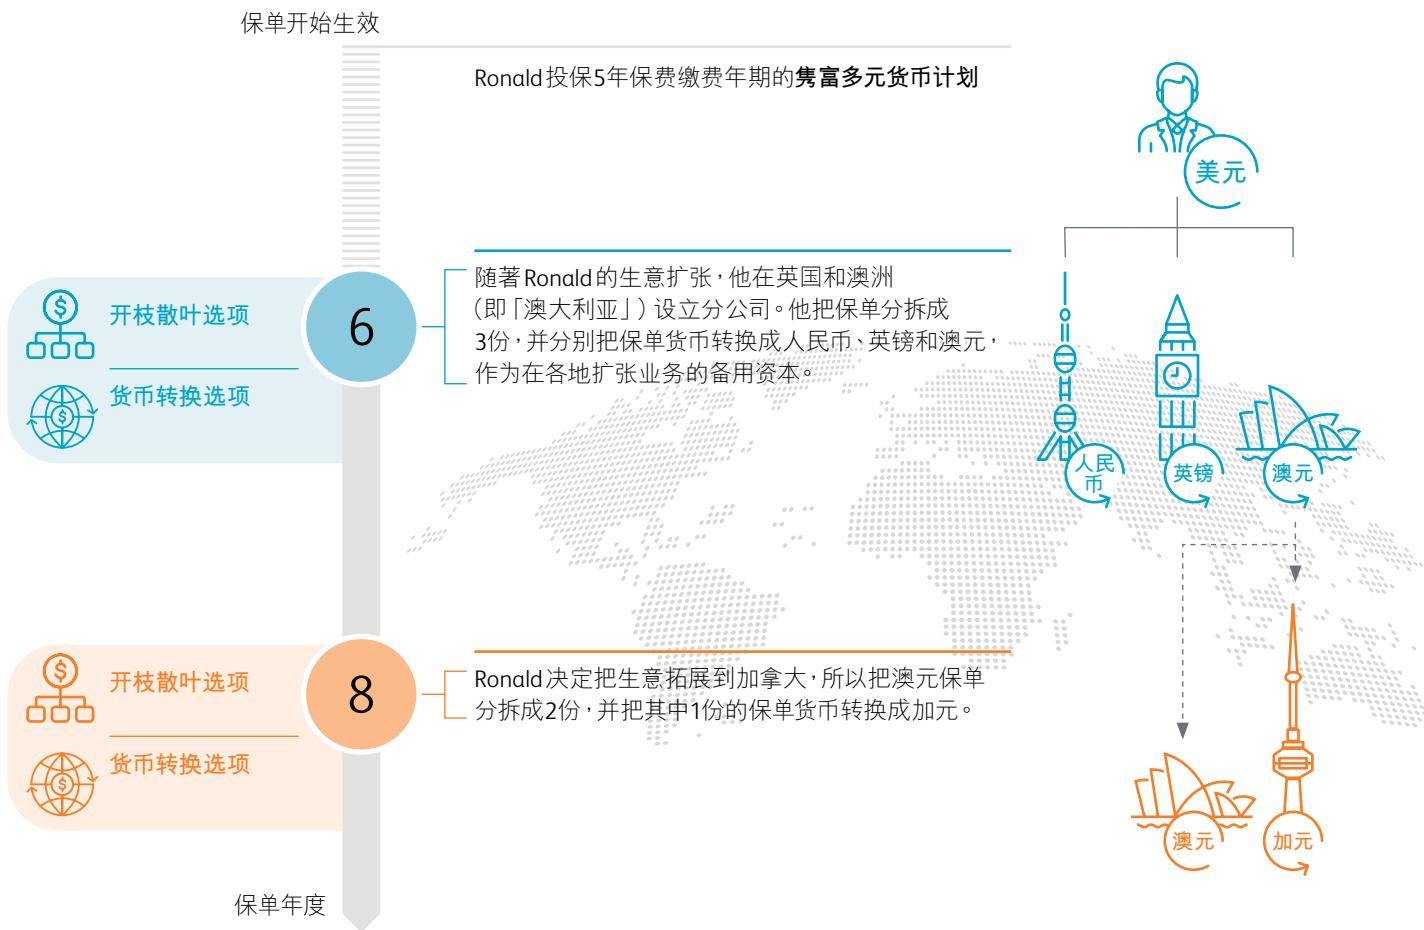 保单开始生效
Ronald投保5年保费缴费年期的隽富多元货币计划
美元
开枝散叶选项
货币转换选项
6
随著Ronald的生意扩张，他在英国和澳洲
（即「澳大利亚」）设立分公司。他把保单分拆成
3份，并分别把保单货币转换成人民币、英镑和澳元，
作为在各地扩张业务的备用资本。
人民
币
英镑
澳元
开枝散叶选项
货币转换选项
8
Ronald决定把生意拓展到加拿大，所以把澳元保单
分拆成2份，并把其中1份的保单货币转换成加元。
澳元
加元
保单年度